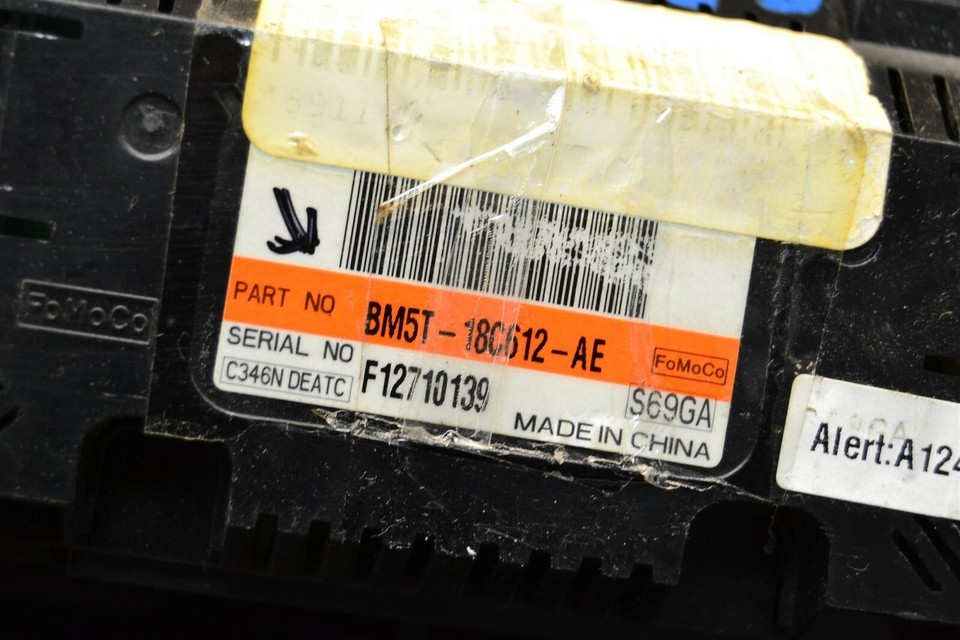 PART NO BM5T-18C612-AE FoMoCo
SERIAL NO F12710139 S69GA
C346N DEATC
MADE IN CHINA
FoMoCo
Alert:A124